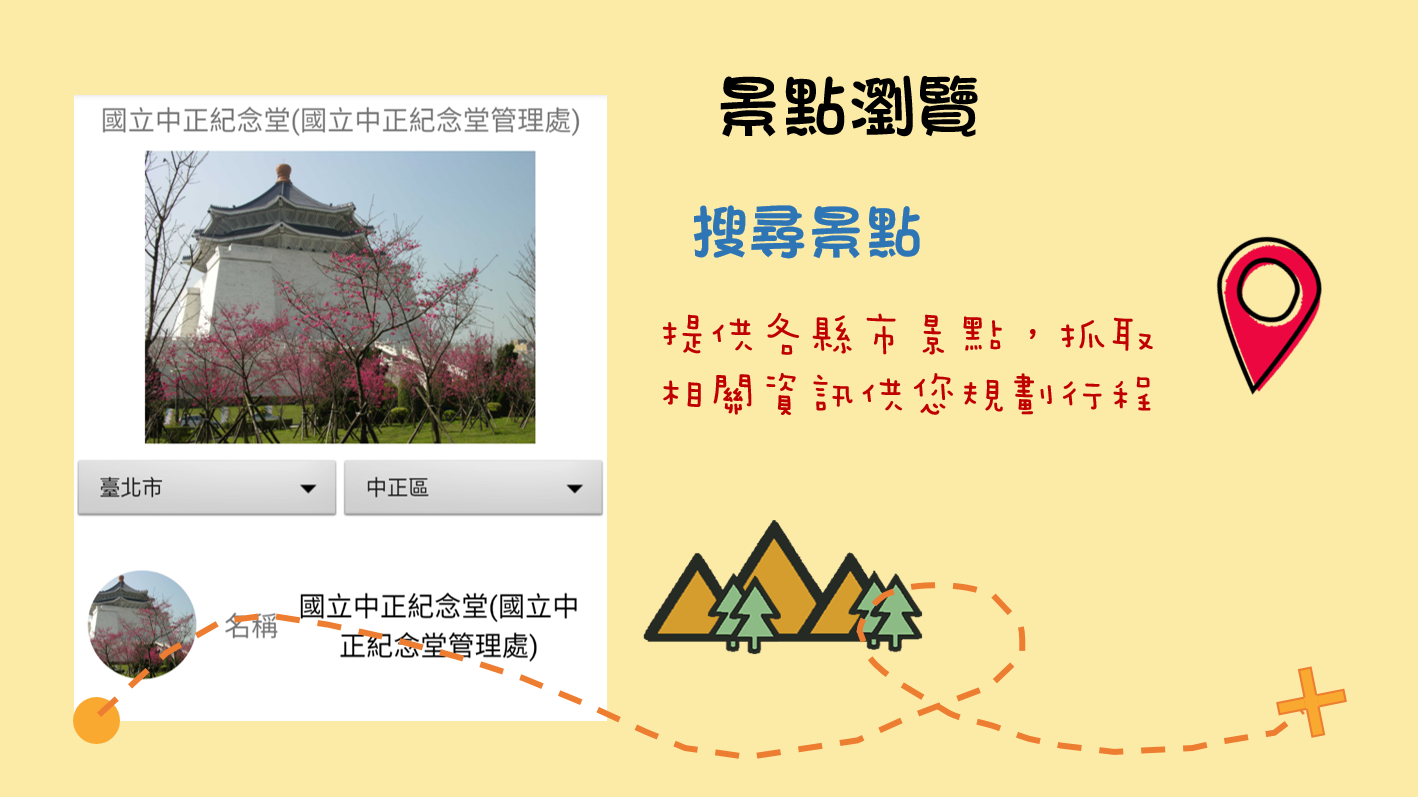 國立中正紀念堂(國立中正紀念堂管理處)
臺北市
中正區
名稱
國立中正紀念堂(國立中
正紀念堂管理處)
景點瀏覽
搜尋景點
提供各縣市景點，抓取
相關資訊供您規劃行程